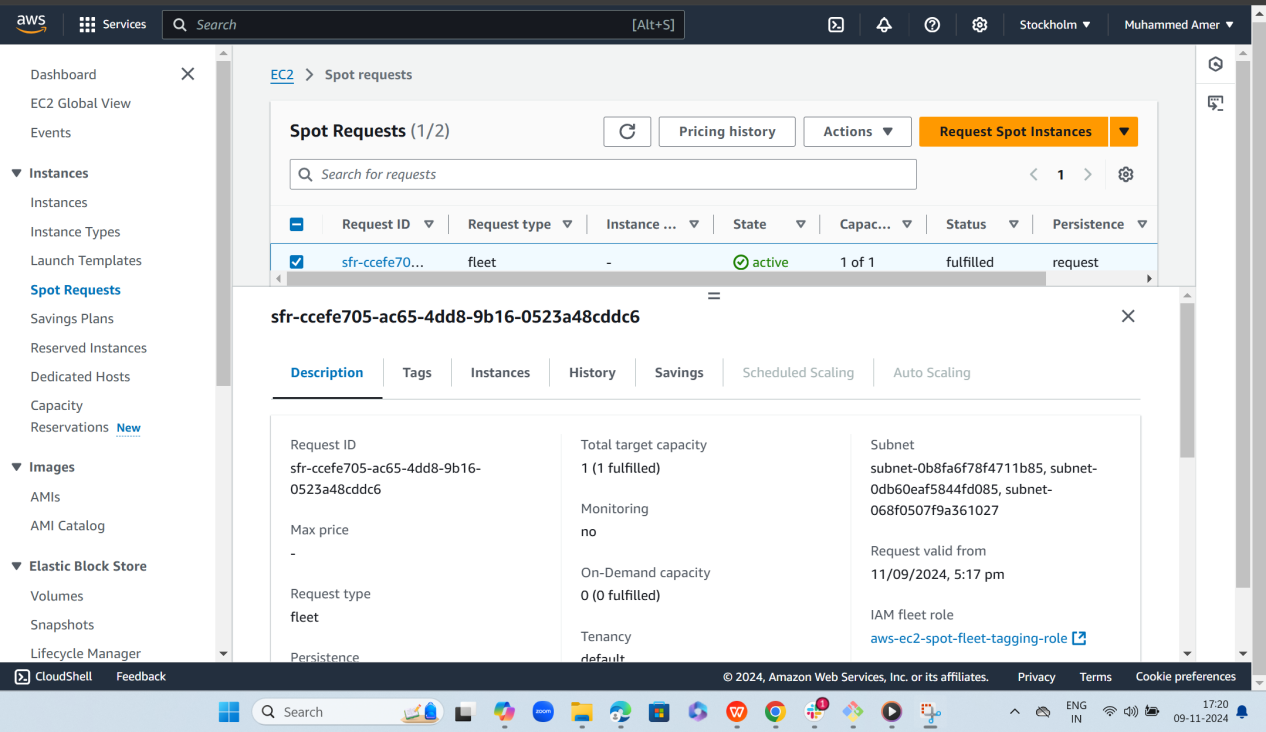 aws
Services
Search
[Alt+S]
Stockholm
Muhammed Amer
Dashboard
EC2 Global View
Events
Instances
Instances
Instance Types
Launch Templates
Spot Requests
Savings Plans
Reserved Instances
Dedicated Hosts
Capacity
Reservations New
Images
AMIs
AMI Catalog
Elastic Block Store
Volumes
Snapshots
Lifecycle Manager
EC2 > Spot requests
Spot Requests (1/2)
Pricing history
Actions
Request Spot Instances
Search for requests
1
Request ID Request type Instance ... State Capac... Status Persistence
sfr-ccefe70... fleet - active 1 of 1 fulfilled request
sfr-ccefe705-ac65-4dd8-9b16-0523a48cddc6
Description Tags Instances History Savings Scheduled Scaling Auto Scaling
Request ID
sfr-ccefe705-ac65-4dd8-9b16-
0523a48cddc6
Max price
-
Request type
fleet
Persistence
Total target capacity
1 (1 fulfilled)
Monitoring
no
On-Demand capacity
0 (0 fulfilled)
Tenancy
default
Subnet
subnet-0b8fa6f78f4711b85, subnet-
0db60eaf5844fd085, subnet-
068f0507f9a361027
Request valid from
11/09/2024, 5:17 pm
IAM fleet role
aws-ec2-spot-fleet-tagging-role
CloudShell Feedback © 2024, Amazon Web Services, Inc. or its affiliates. Privacy Terms Cookie preferences
Search
zoom
1
ENG
IN
17:20
09-11-2024